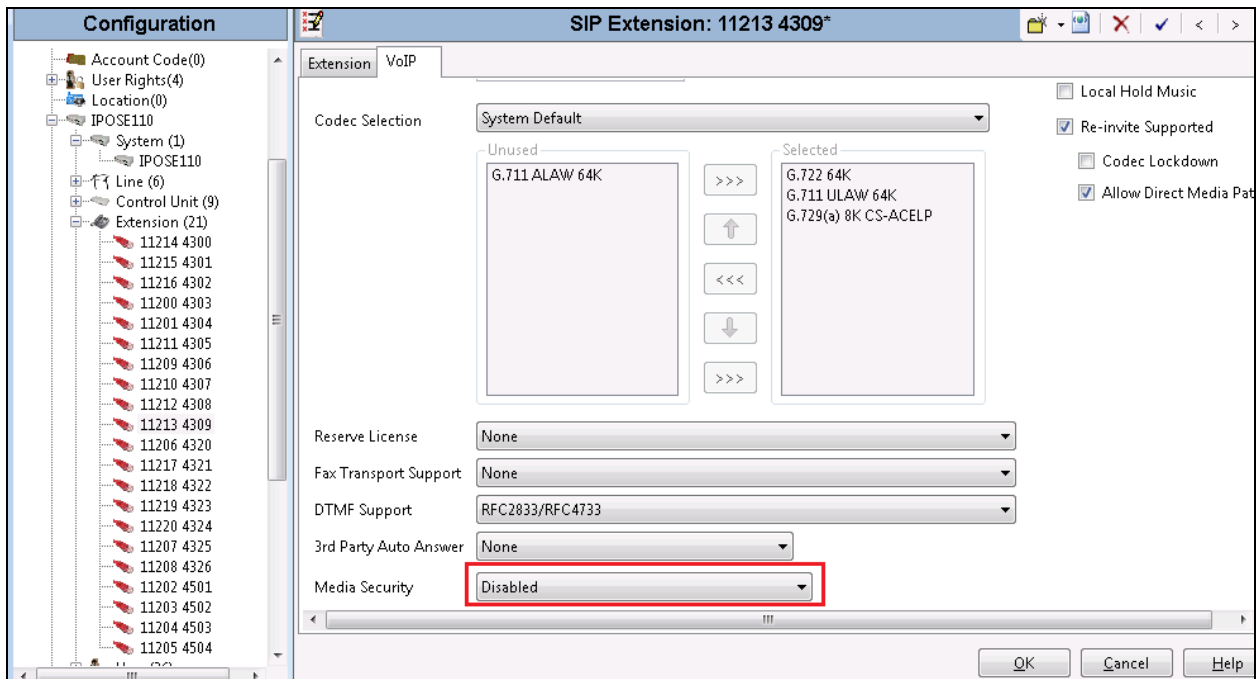 Configuration
Account Code(0)
User Rights(4)
Location(0)
IPOSE110
System (1)
IPOSE110
Line (6)
Control Unit (9)
Extension (21)
11214 4300
11215 4301
11216 4302
11200 4303
11201 4304
11211 4305
11209 4306
11210 4307
11212 4308
11213 4309
11206 4320
11217 4321
11218 4322
11219 4323
11220 4324
11207 4325
11208 4326
11202 4501
11203 4502
11204 4503
11205 4504
SIP Extension: 11213 4309*
Extension VoIP
Local Hold Music
Codec Selection System Default
Re-invite Supported
Unused Selected
Codec Lockdown
G.711 ALAW 64K >>> G.722 64K
Allow Direct Media Pat
G.711 ULAW 64K
G.729(a) 8K CS-ACELP
<<<
>>>
Reserve License None
Fax Transport Support None
DTMF Support RFC2833/RFC4733
3rd Party Auto Answer None
Media Security Disabled
OK Cancel Help